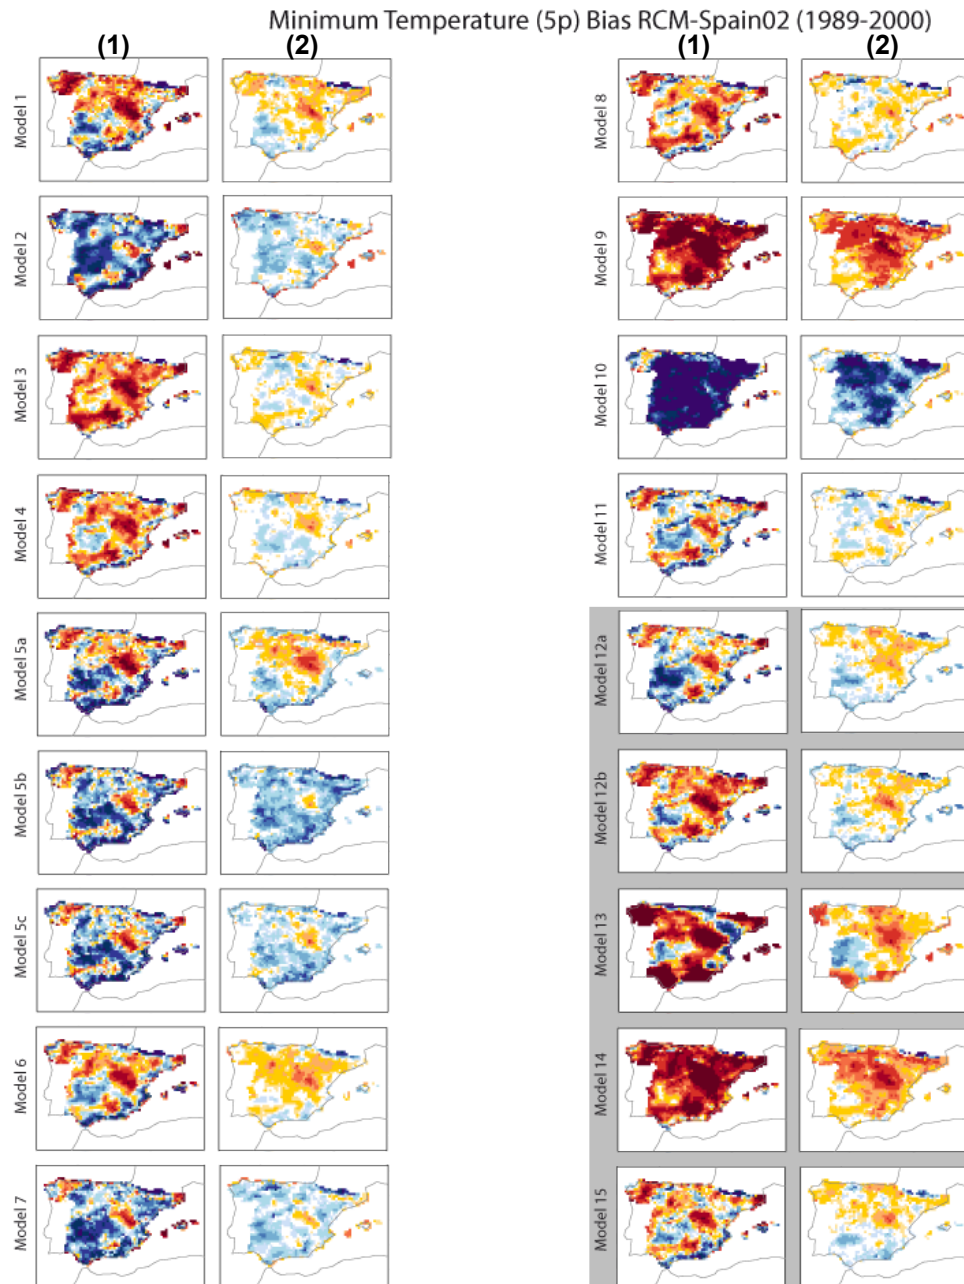 Minimum Temperature (5p) Bias RCM-Spain02 (1989-2000)
(1) (2)
Model 1
Model 2
Model 3
Model 4
Model 5a
Model 5b
Model 5c
Model 6
Model 7
(1) (2)
Model 8
Model 9
Model 10
Model 11
Model 12a
Model 12b
Model 13
Model 14
Model 15